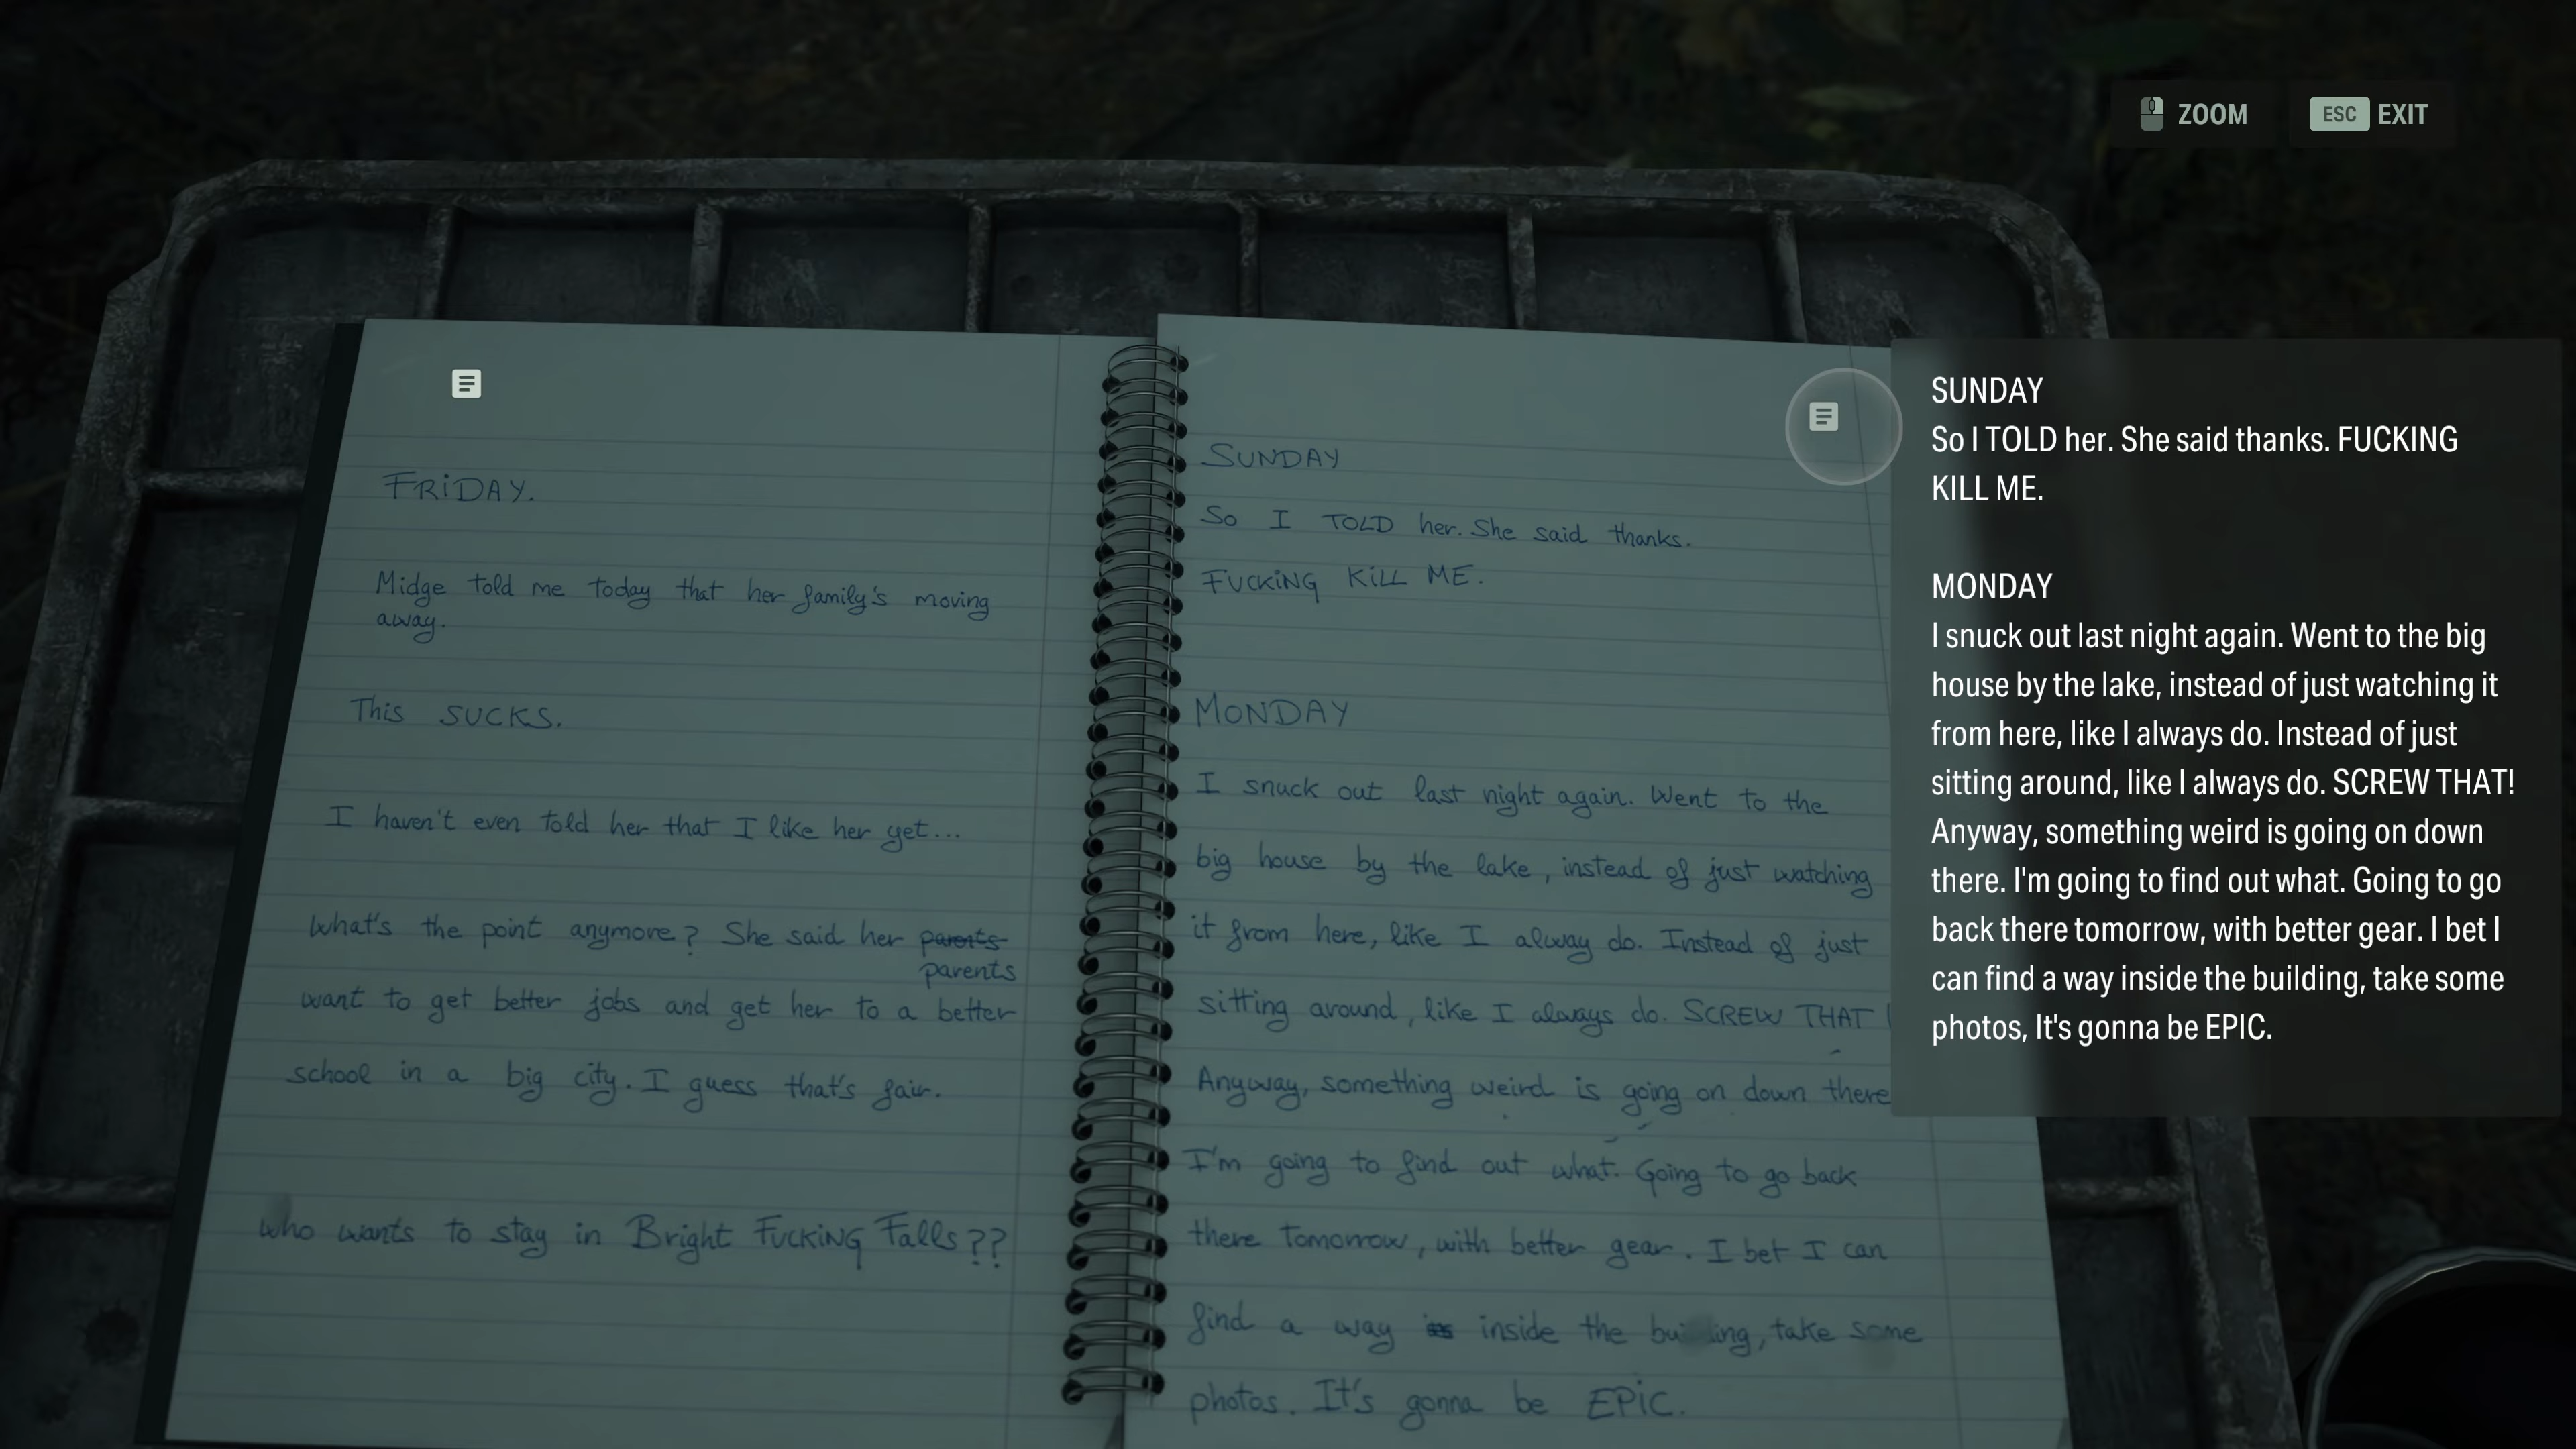 ZOOM
ESC EXIT
FRIDAY.
Midge told me today that her family's moving
away.
This SUCKS.
I haven't even told her that I like her yet...
What's the point anymore? She said her parents
parents
want to get better jobs and get her to a better
school in a big city. I guess that's fair.
who wants to stay in Bright FUCKING Falls??
SUNDAY
So I TOLD her. She said thanks.
FUCKING KILL ME.
MONDAY
I snuck out last night again. Went to the
big house by the lake, instead of just watching
it from here, like I alway do. Instead of just
sitting around, like I always do. SCREW THAT
Anyway, something weird is going on down there
I'm going to find out what. Going to go back
there tomorrow, with better gear. I bet I can
find a way inside the building, take some
photos. It's gonna be EPIC.
SUNDAY
So I TOLD her. She said thanks. FUCKING
KILL ME.
MONDAY
I snuck out last night again. Went to the big
house by the lake, instead of just watching it
from here, like I always do. Instead of just
sitting around, like I always do. SCREW THAT!
Anyway, something weird is going on down
there. I'm going to find out what. Going to go
back there tomorrow, with better gear. I bet I
can find a way inside the building, take some
photos, It's gonna be EPIC.